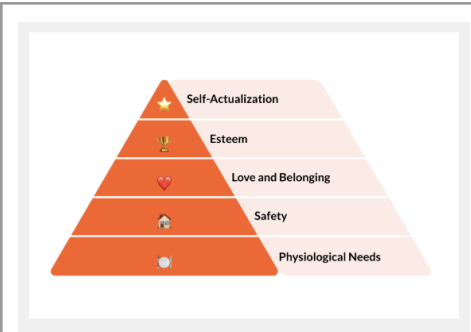 Self-Actualization
Esteem
Love and Belonging
Safety
Physiological Needs